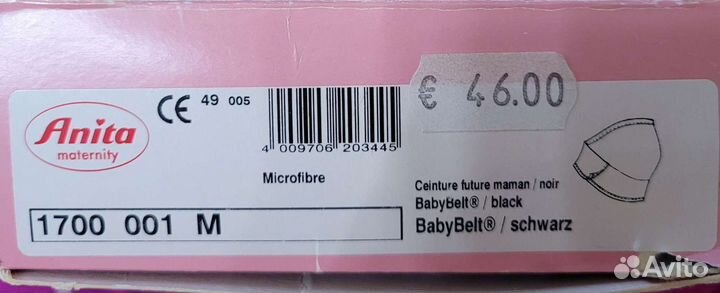 Anita
maternity
CE 49 005
€ 46.00
4 009706 203445
Microfibre
Ceinture future maman / noir
BabyBelt® / black
BabyBelt® / schwarz
1700 001 M
Avito